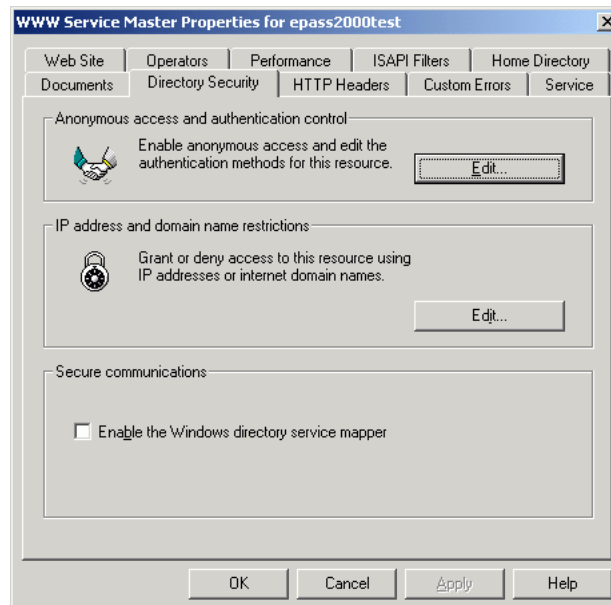 WWW Service Master Properties for epass2000test
Web Site Operators Performance ISAPI Filters Home Directory
Documents Directory Security HTTP Headers Custom Errors Service
Anonymous access and authentication control
Enable anonymous access and edit the
authentication methods for this resource.
Edit...
IP address and domain name restrictions
Grant or deny access to this resource using
IP addresses or internet domain names.
Edit...
Secure communications
Enable the Windows directory service mapper
OK Cancel Apply Help